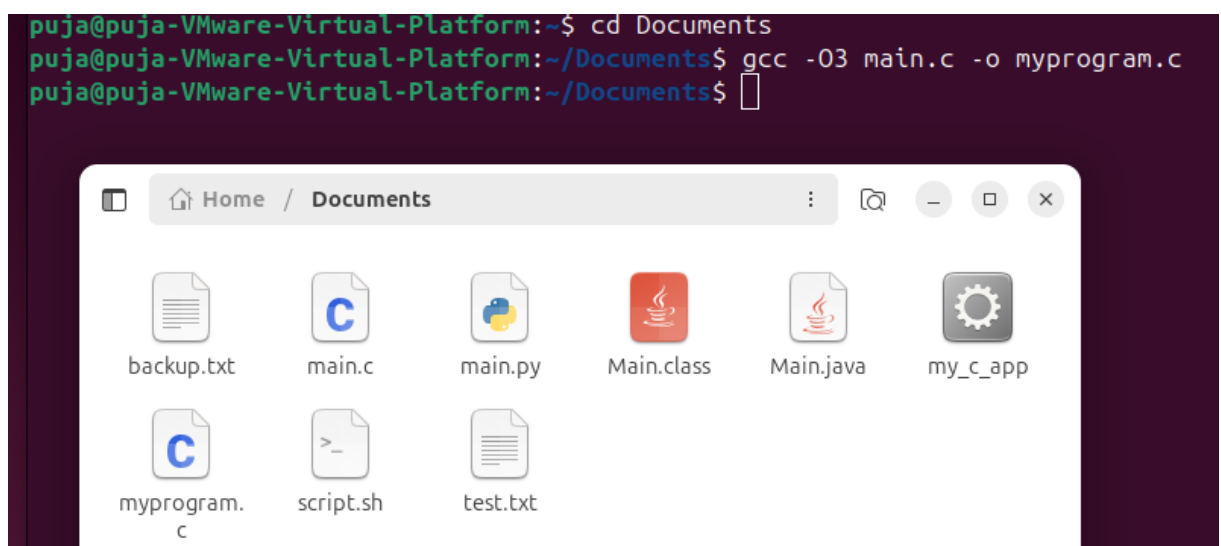 puja@puja-VMware-Virtual-Platform:~$ cd Documents
puja@puja-VMware-Virtual-Platform:~/Documents$ gcc -O3 main.c -o myprogram.c
puja@puja-VMware-Virtual-Platform:~/Documents$
Home / Documents
backup.txt main.c main.py Main.class Main.java my_c_app
myprogram. script.sh test.txt
c